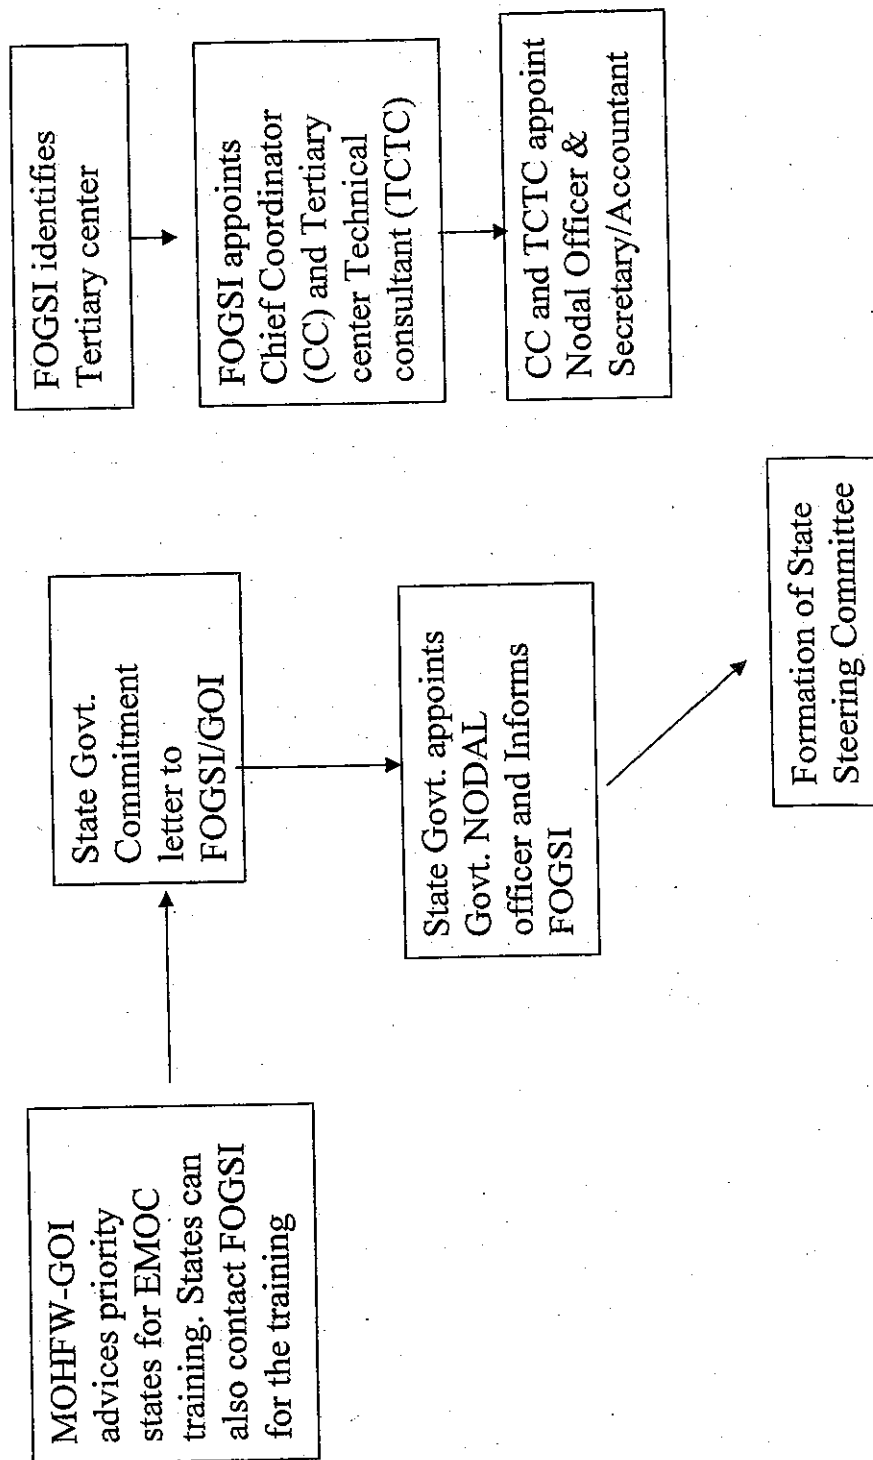 MOHFW-GOI
advices priority
states for EMOC
training. States can
also contact FOGSI
for the training
State Govt.
Commitment
letter to
FOGSI/GOI
State Govt. appoints
Govt. NODAL
officer and Informs
FOGSI
Formation of State
Steering Committee
FOGSI identifies
Tertiary center
FOGSI appoints
Chief Coordinator
(CC) and Tertiary
center Technical
consultant (TCTC)
CC and TCTC appoint
Nodal Officer &
Secretary/Accountant